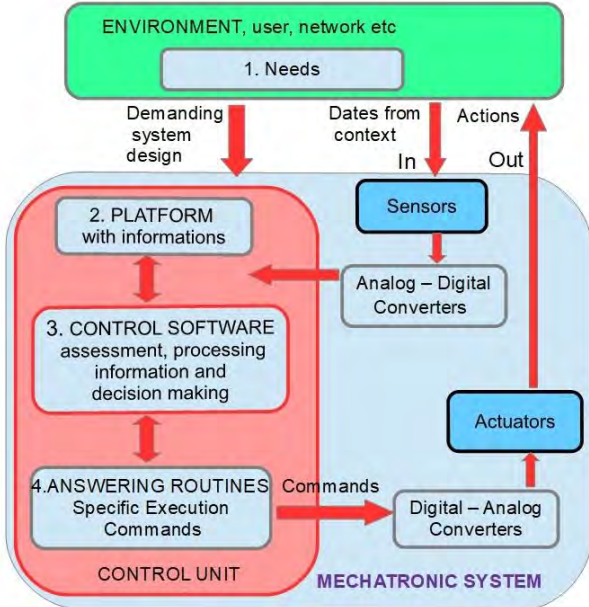 ENVIRONMENT, user, network etc
1. Needs
Demanding
system
design
Dates from
context
In
Actions
Out
2. PLATFORM
with informations
Sensors
Analog – Digital
Converters
3. CONTROL SOFTWARE
assessment, processing
information and
decision making
Actuators
4.ANSWERING ROUTINES
Specific Execution
Commands
Commands
Digital – Analog
Converters
CONTROL UNIT
MECHATRONIC SYSTEM